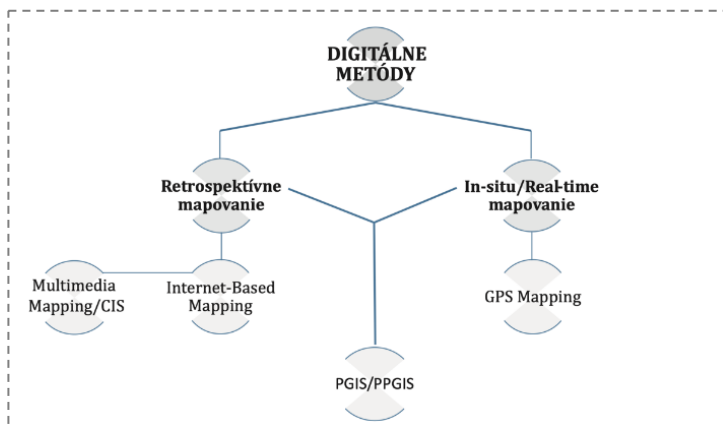 DIGITÁLNE
METÓDY
Retrospektívne
mapovanie
In-situ/Real-time
mapovanie
Multimedia
Mapping/CIS
Internet-Based
Mapping
GPS Mapping
PGIS/PPGIS